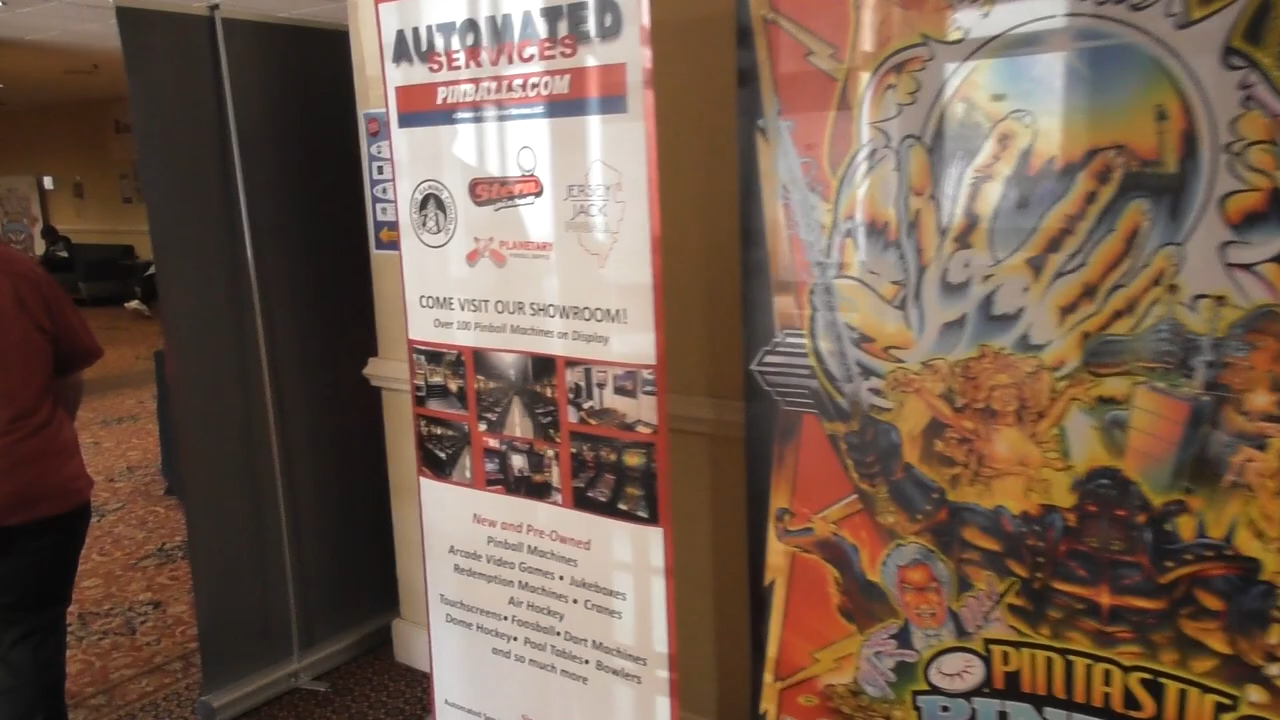 AUTOMATED
SERVICES
PINBALLS.COM
Stern
JERSEY
JACK
PINBALL
PLANETARY
COME VISIT OUR SHOWROOM!
Over 100 Pinball Machines on Display
New and Pre-Owned
Pinball Machines
Arcade Video Games • Jukeboxes
Redemption Machines • Cranes
Air Hockey
Touchscreens • Foosball • Dart Machines
Dome Hockey • Pool Tables • Bowlers
and so much more
Automated
PINTASTIC